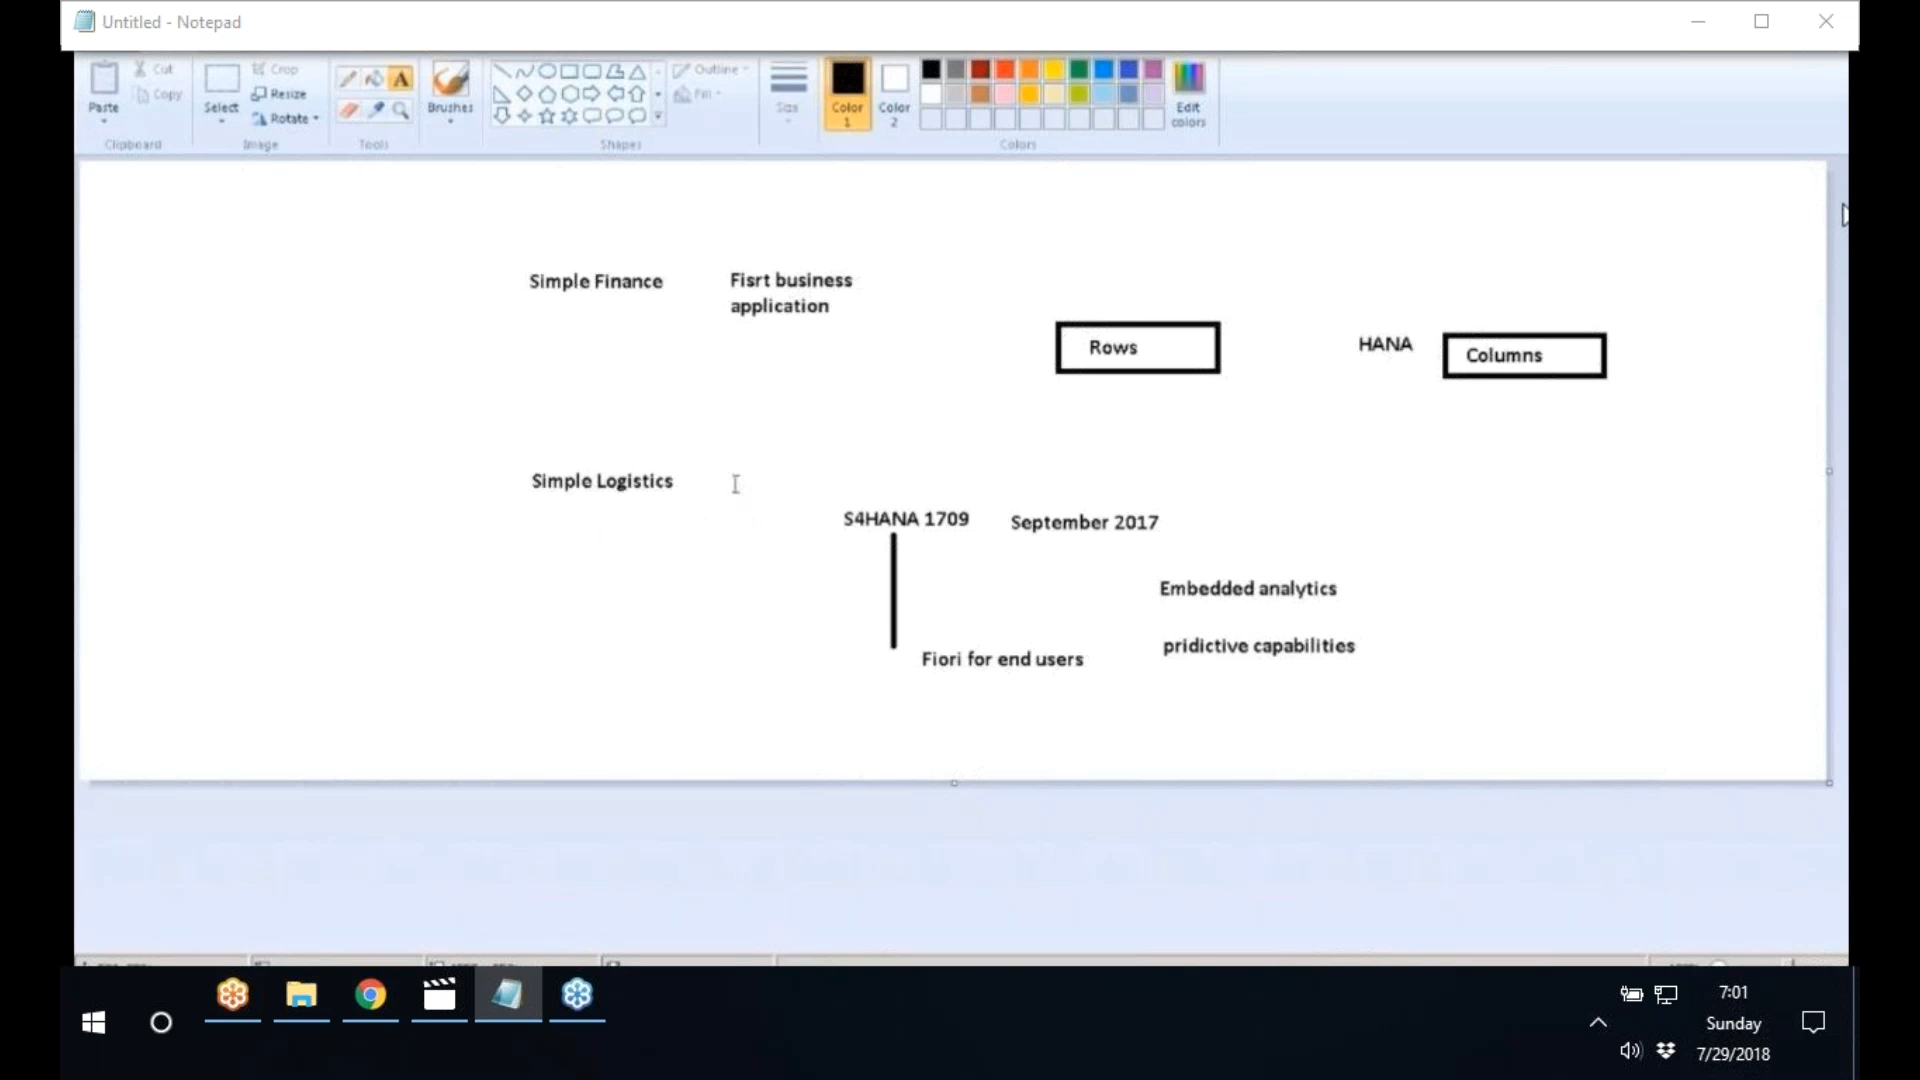 Untitled - Notepad
Paste
Cut
Copy
Clipboard
Select
Crop
Resize
Rotate
Image
Tools
Brushes
Shapes
Outline
Fill
Size
Color
1
Color
2
Edit
colors
Colors
Simple Finance
Fisrt business
application
Rows
HANA
Columns
Simple Logistics
S4HANA 1709
September 2017
Embedded analytics
pridictive capabilities
Fiori for end users
7:01
Sunday
7/29/2018